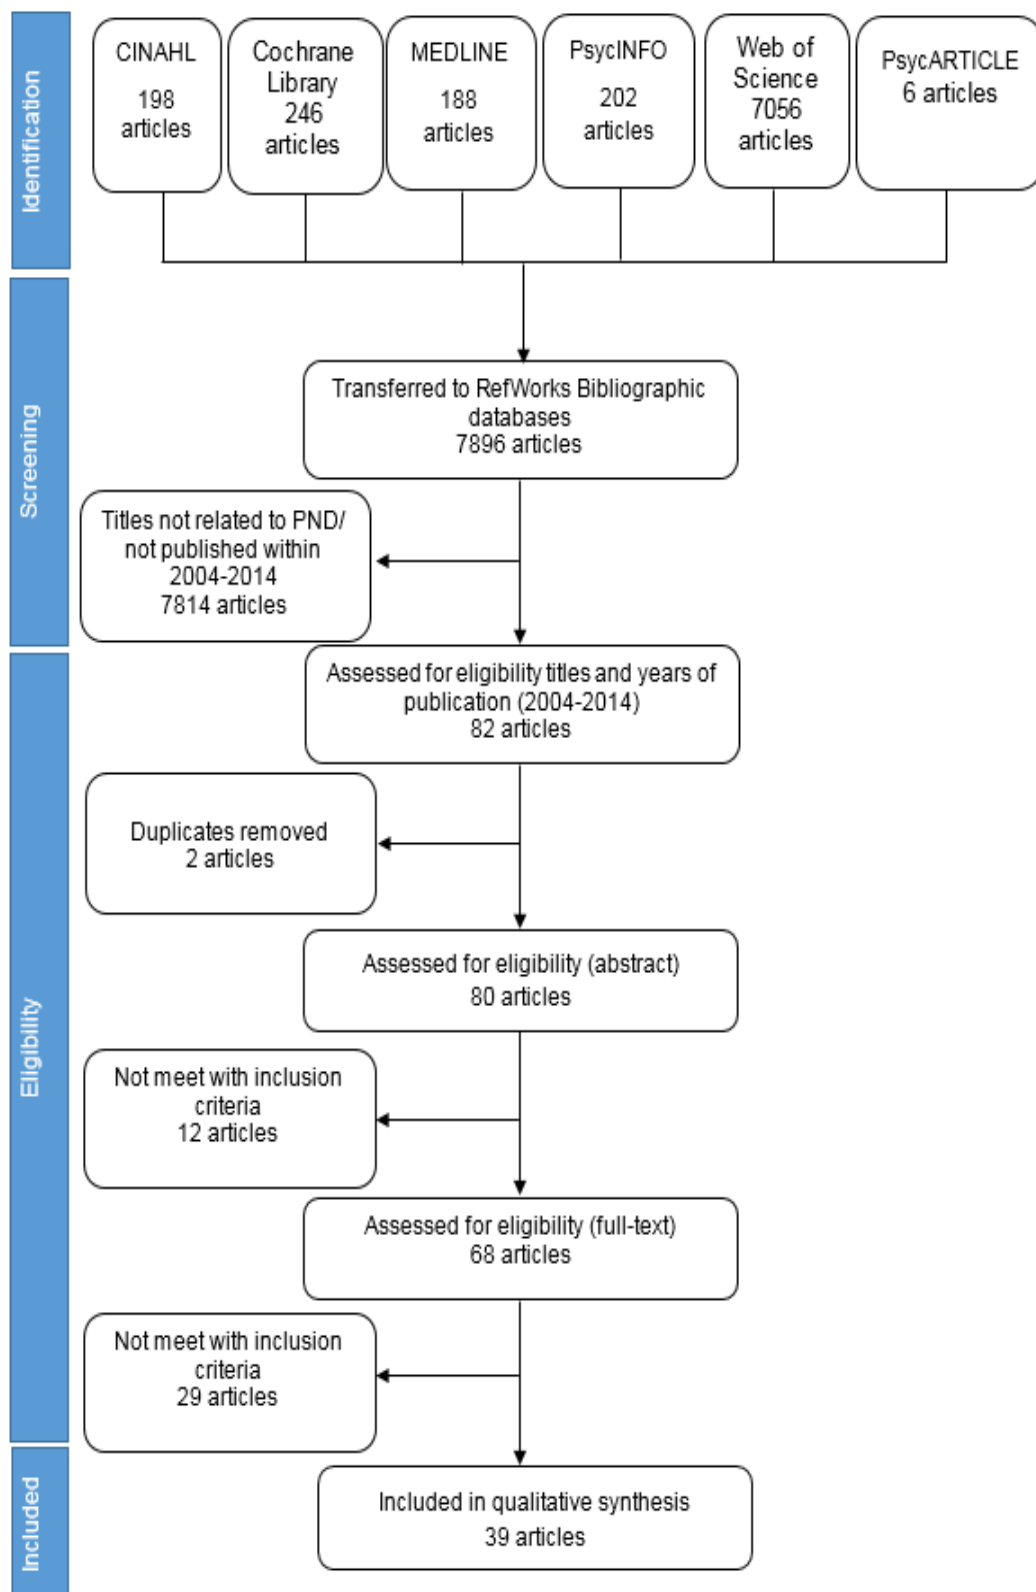 Identification
CINAHL
198
articles
Cochrane
Library
246
articles
MEDLINE
188
articles
PsycINFO
202
articles
Web of
Science
7056
articles
PsycARTICLE
6 articles
Screening
Transferred to RefWorks Bibliographic
databases
7896 articles
Titles not related to PND/
not published within
2004-2014
7814 articles
Eligibility
Assessed for eligibility titles and years of
publication (2004-2014)
82 articles
Duplicates removed
2 articles
Assessed for eligibility (abstract)
80 articles
Not meet with inclusion
criteria
12 articles
Assessed for eligibility (full-text)
68 articles
Not meet with inclusion
criteria
29 articles
Included
Included in qualitative synthesis
39 articles